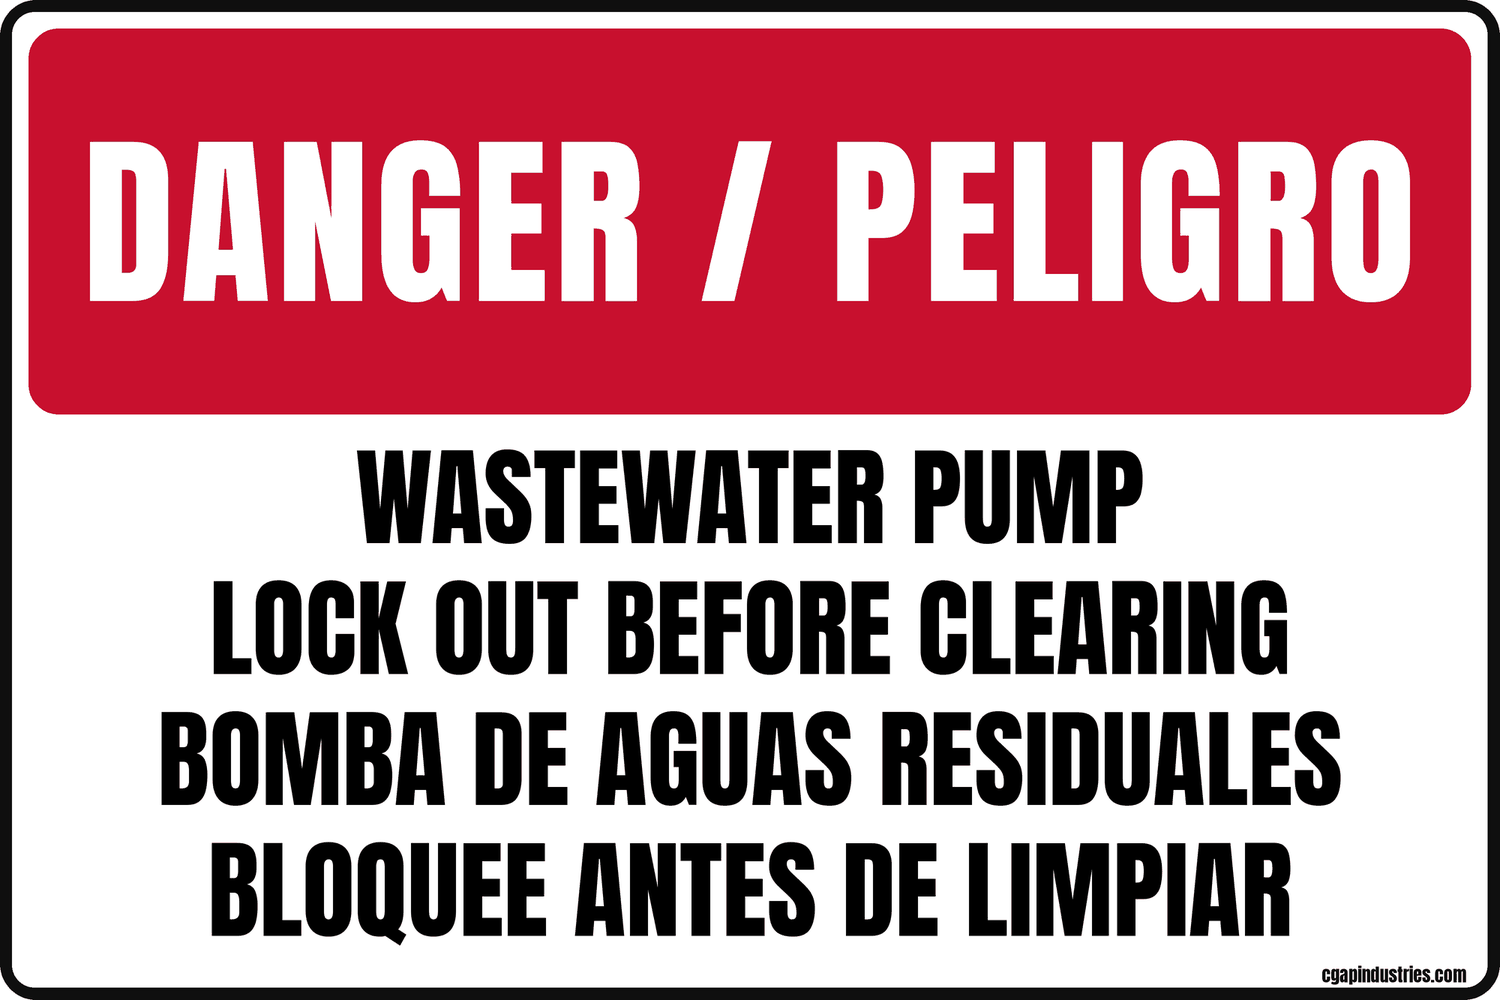 DANGER / PELIGRO
WASTEWATER PUMP
LOCK OUT BEFORE CLEARING
BOMBA DE AGUAS RESIDUALES
BLOQUEE ANTES DE LIMPIAR
cgapindustries.com